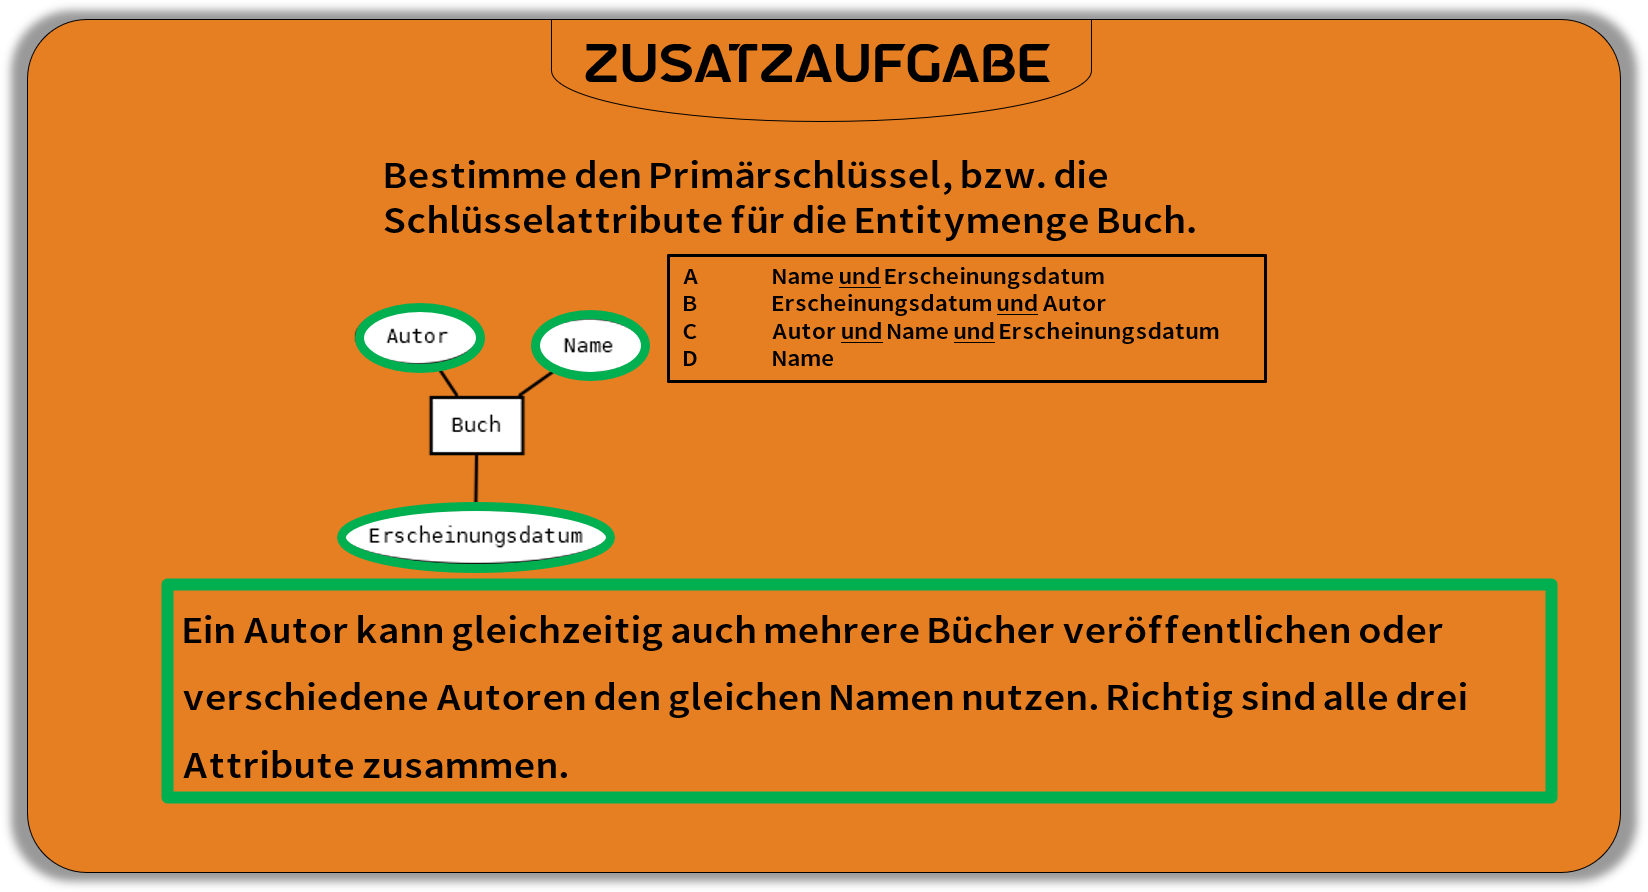 ZUSATZAUFGABE
Bestimme den Primärschlüssel, bzw. die
Schlüsselattribute für die Entitymenge Buch.
A Name und Erscheinungsdatum
B Erscheinungsdatum und Autor
C Autor und Name und Erscheinungsdatum
D Name
Autor
Name
Buch
Erscheinungsdatum
Ein Autor kann gleichzeitig auch mehrere Bücher veröffentlichen oder
verschiedene Autoren den gleichen Namen nutzen. Richtig sind alle drei
Attribute zusammen.